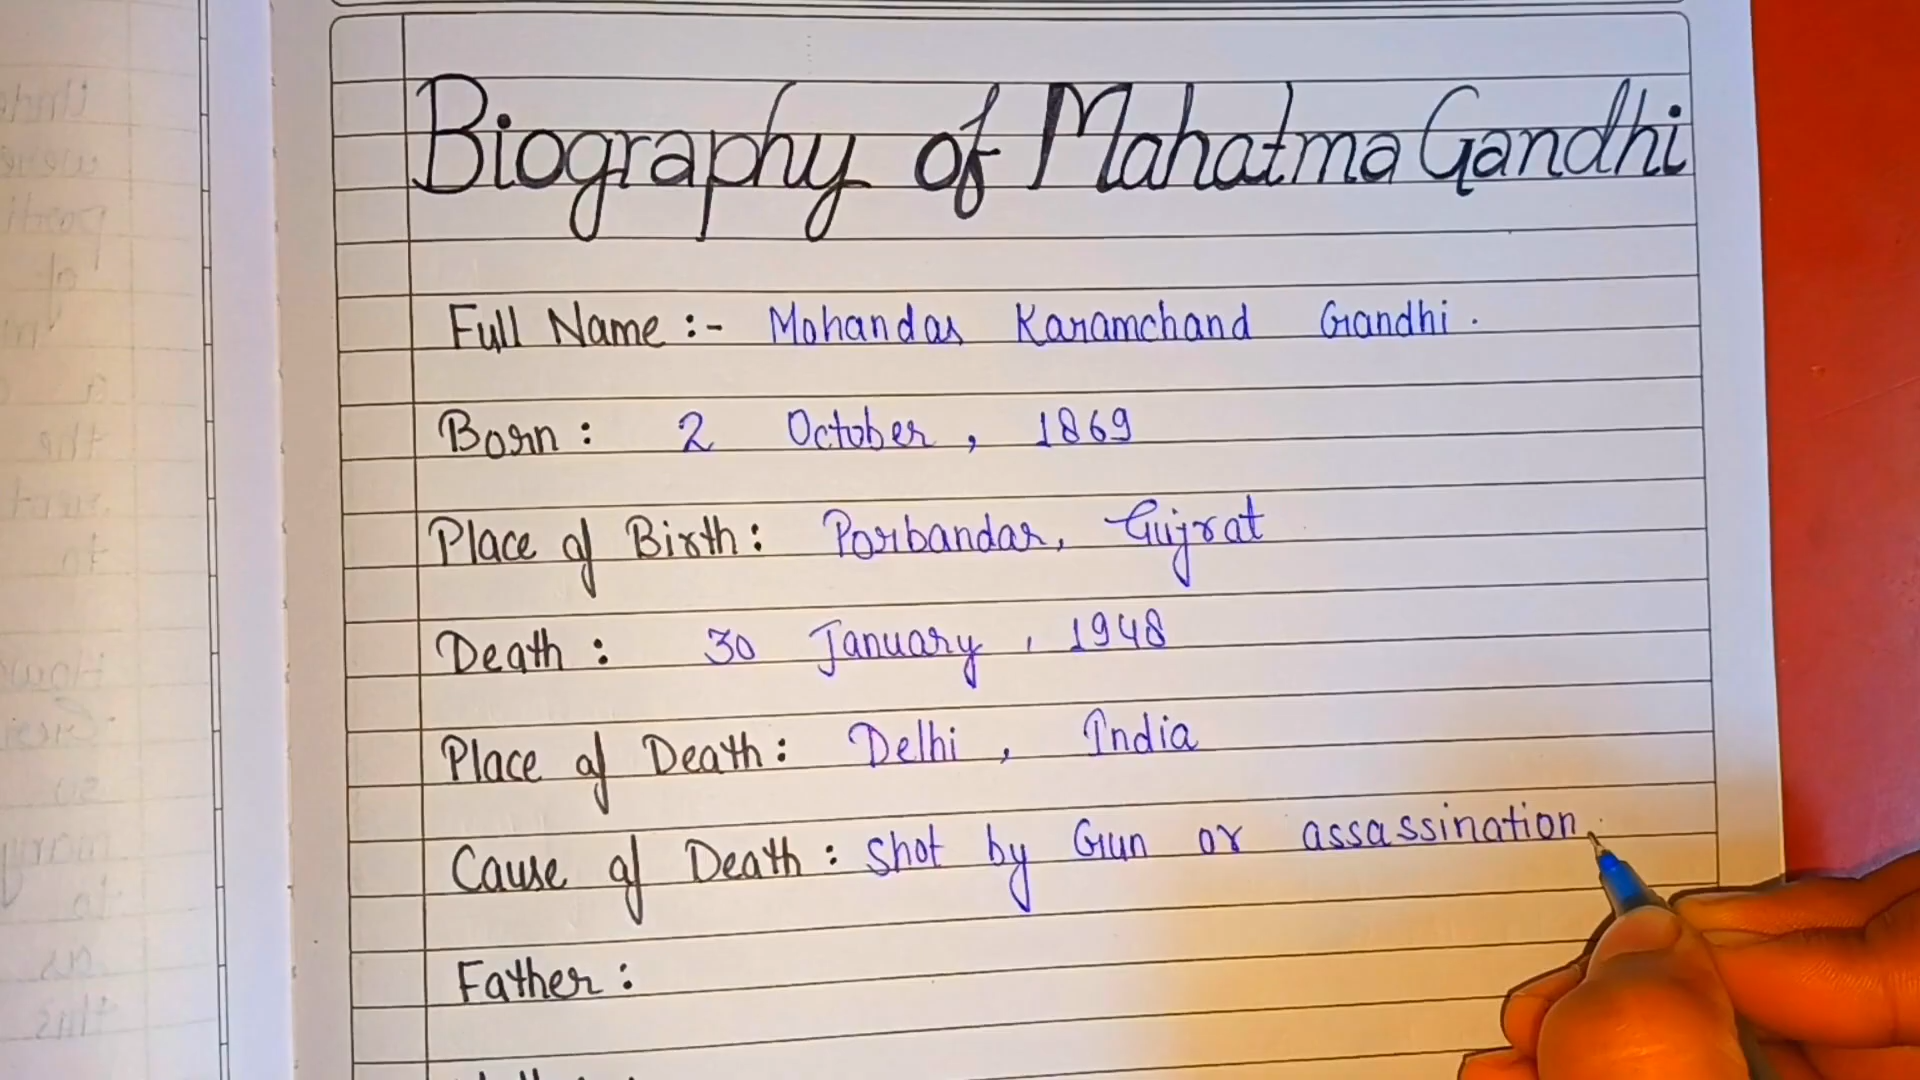 Biography of Mahatma Gandhi
Full Name :- Mohandas Karamchand Gandhi.
Born : 2 October, 1869
Place of Birth : Porbandar, Gujrat
Death : 30 January, 1948
Place of Death : Delhi, India
Cause of Death : Shot by Gun or assassination.
Father :